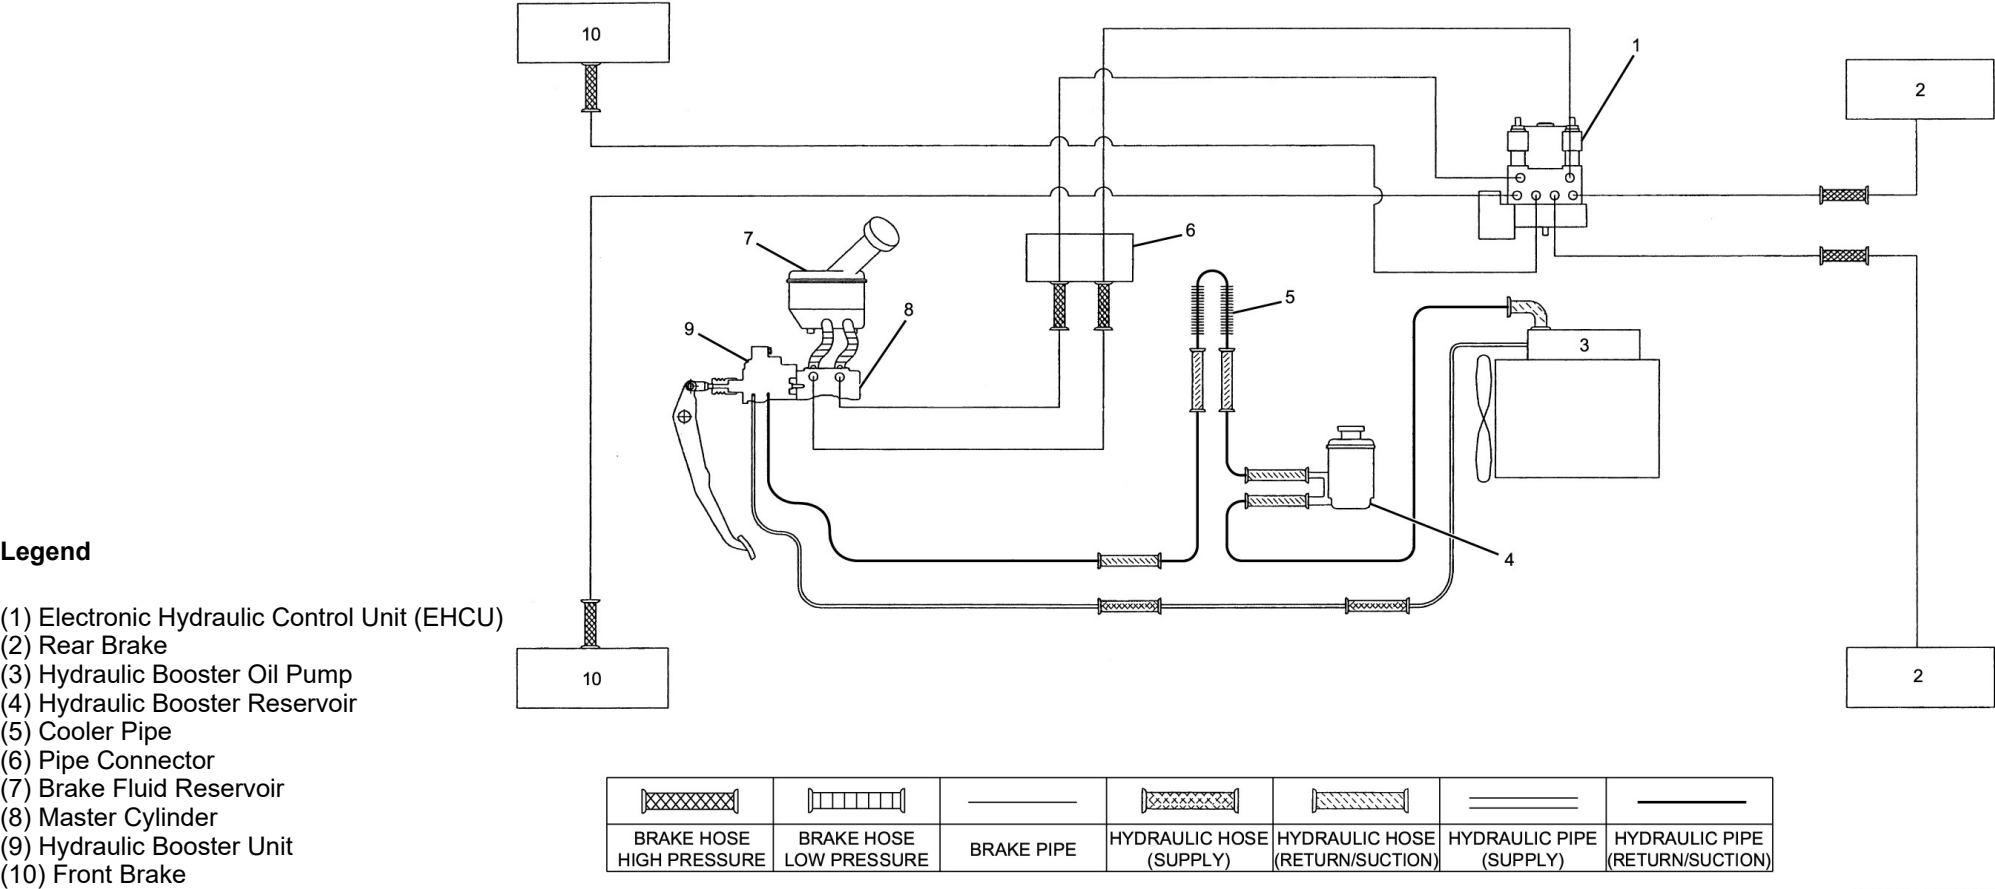 10
1
2
7
6
5
8
9
3
4
10
2
Legend
(1) Electronic Hydraulic Control Unit (EHCU)
(2) Rear Brake
(3) Hydraulic Booster Oil Pump
(4) Hydraulic Booster Reservoir
(5) Cooler Pipe
(6) Pipe Connector
(7) Brake Fluid Reservoir
(8) Master Cylinder
(9) Hydraulic Booster Unit
(10) Front Brake
BRAKE HOSE
HIGH PRESSURE
BRAKE HOSE
LOW PRESSURE
BRAKE PIPE
HYDRAULIC HOSE
(SUPPLY)
HYDRAULIC HOSE
(RETURN/SUCTION)
HYDRAULIC PIPE
(SUPPLY)
HYDRAULIC PIPE
(RETURN/SUCTION)